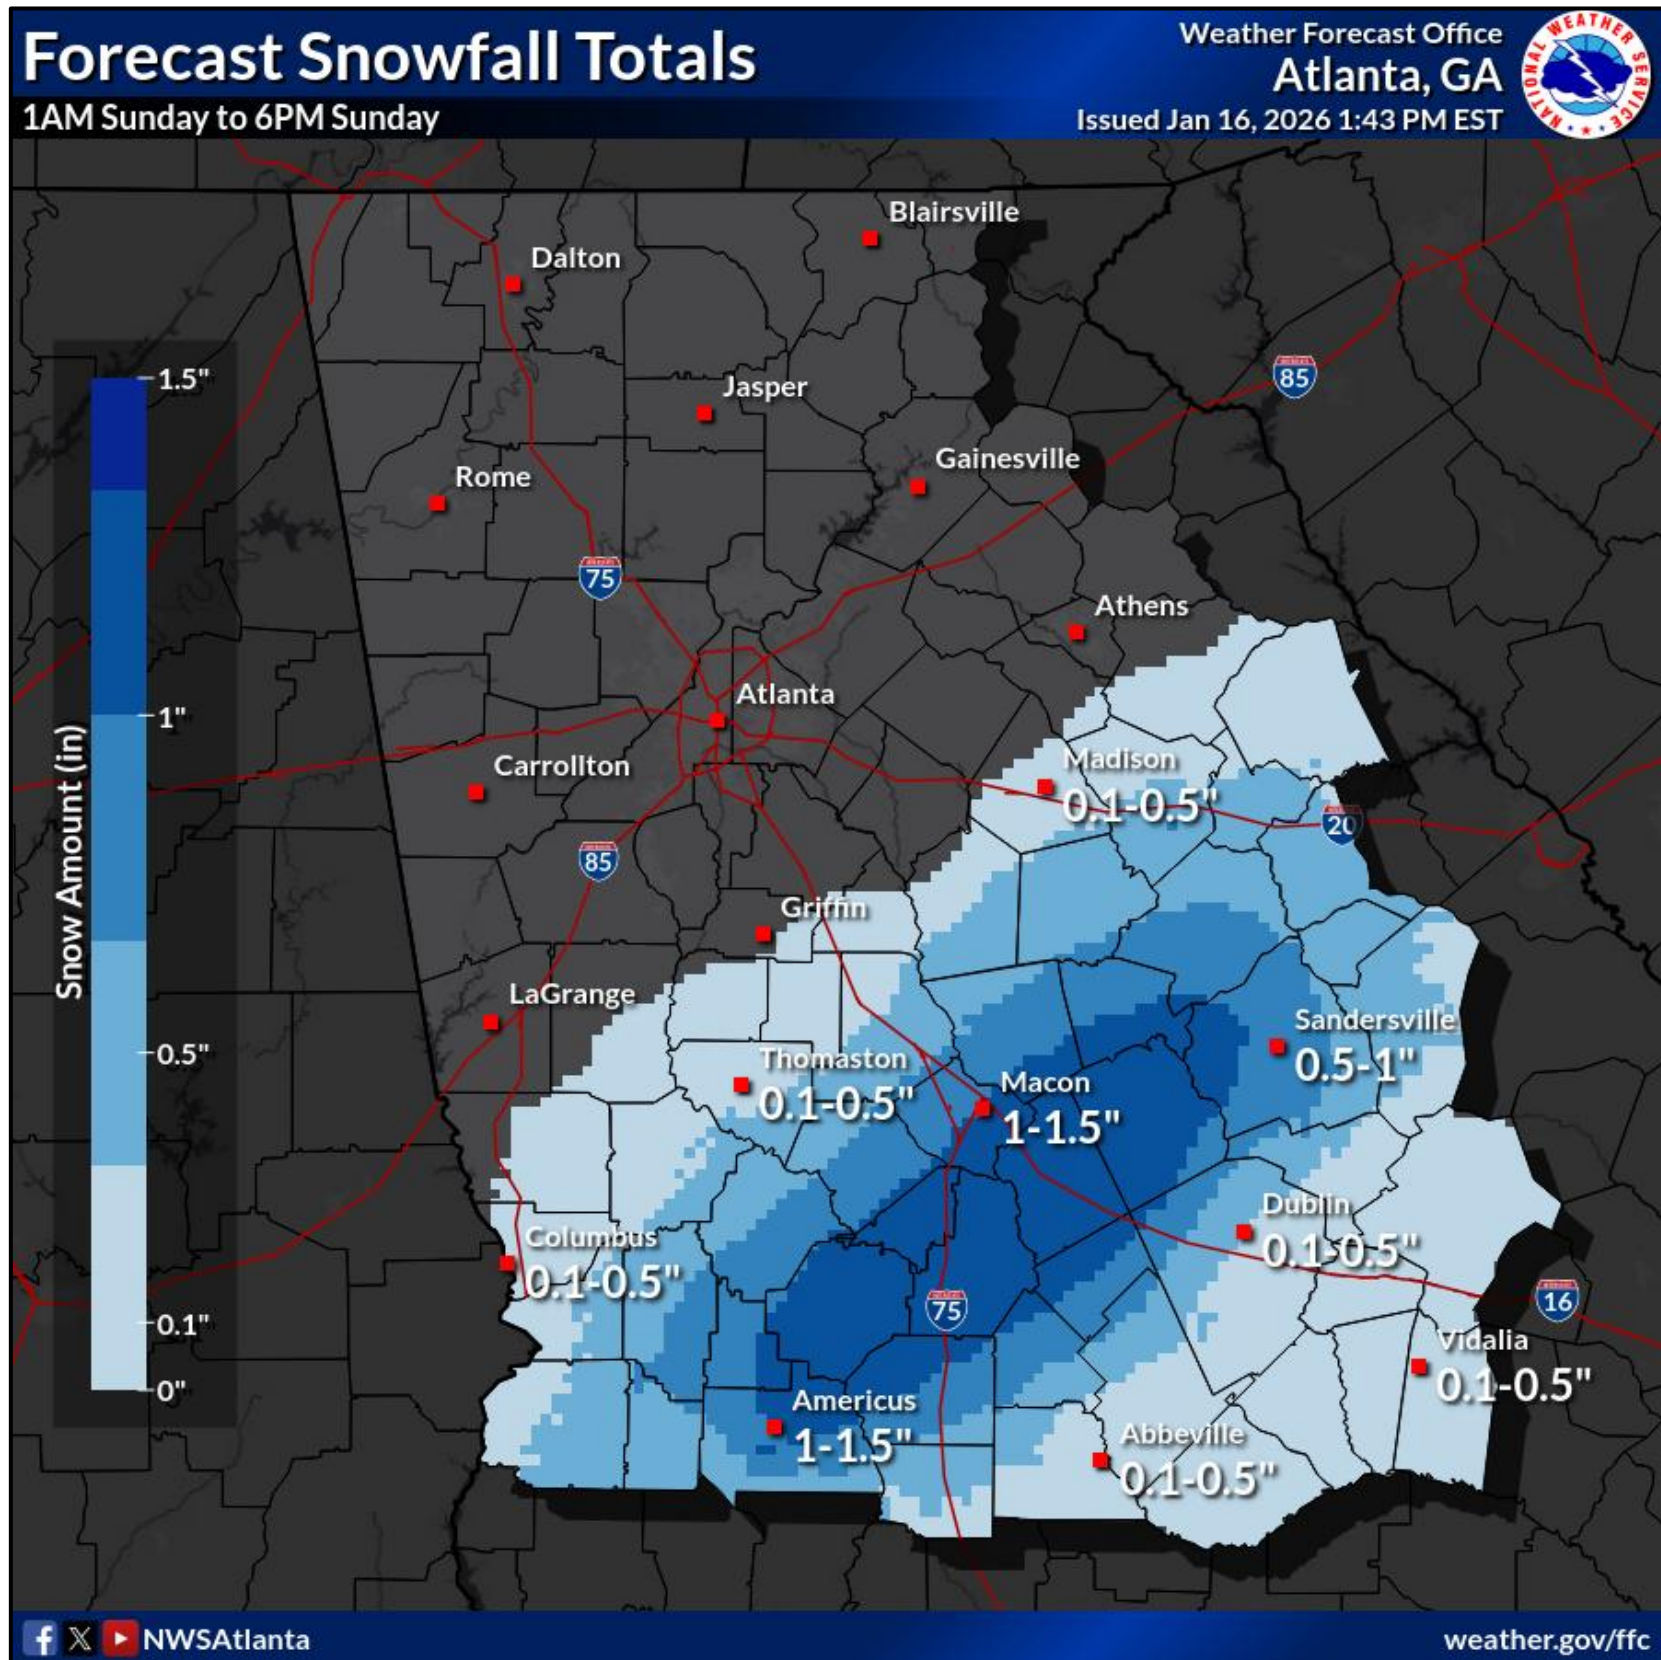 Forecast Snowfall Totals
1AM Sunday to 6PM Sunday
Weather Forecast Office
Atlanta, GA
Issued Jan 16, 2026 1:43 PM EST
NATIONAL WEATHER SERVICE
Blairsville
Dalton
85
1.5"
Jasper
Gainesville
Rome
75
Athens
Atlanta
1"
Carrollton
Madison
0.1-0.5"
20
85
Snow Amount (in)
Griffin
LaGrange
Sandersville
0.5-1"
0.5"
Thomaston
0.1-0.5"
Macon
1-1.5"
Dublin
0.1-0.5"
Columbus
0.1-0.5"
75
16
0.1"
Vidalia
0.1-0.5"
0"
Americus
1-1.5"
Abbeville
0.1-0.5"
NWSAtlanta
weather.gov/ffc